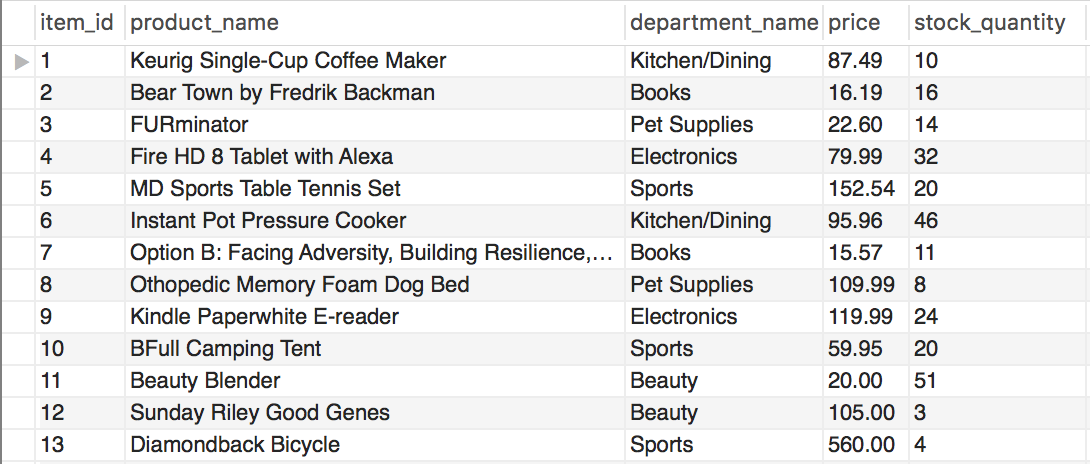 item_id product_name department_name price stock_quantity
1 Keurig Single-Cup Coffee Maker Kitchen/Dining 87.49 10
2 Bear Town by Fredrik Backman Books 16.19 16
3 FURminator Pet Supplies 22.60 14
4 Fire HD 8 Tablet with Alexa Electronics 79.99 32
5 MD Sports Table Tennis Set Sports 152.54 20
6 Instant Pot Pressure Cooker Kitchen/Dining 95.96 46
7 Option B: Facing Adversity, Building Resilience,... Books 15.57 11
8 Othopedic Memory Foam Dog Bed Pet Supplies 109.99 8
9 Kindle Paperwhite E-reader Electronics 119.99 24
10 BFull Camping Tent Sports 59.95 20
11 Beauty Blender Beauty 20.00 51
12 Sunday Riley Good Genes Beauty 105.00 3
13 Diamondback Bicycle Sports 560.00 4